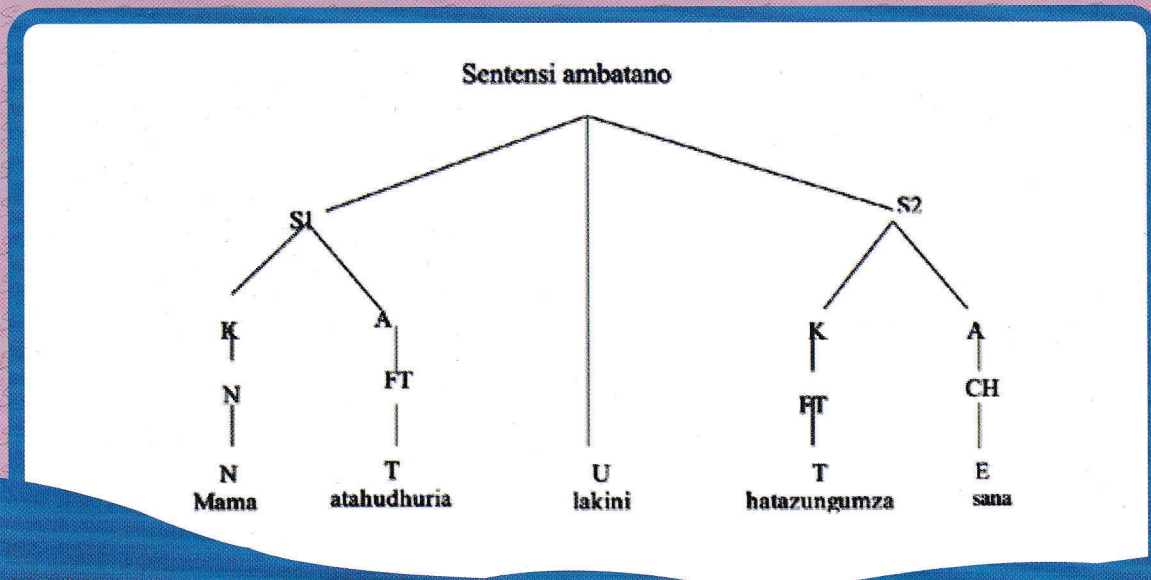 Sentensi ambatano
S1 S2
K A K A
N FT FT CH
N T U T E
Mama atahudhuria lakini hatazungumza sana